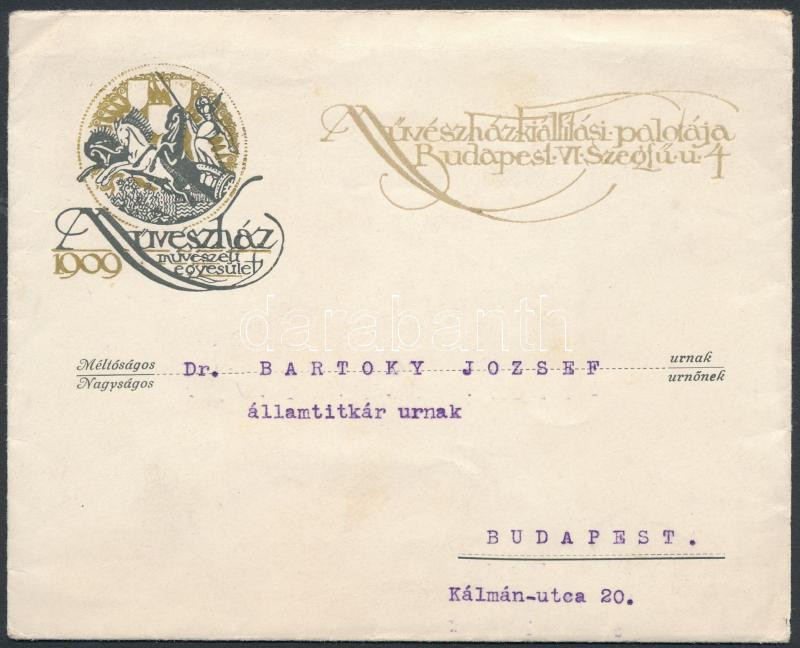 Művészház
1909 művészeti
egyesület
Művészház kiállítási palotája
Budapest. VI. Szegfű u. 4
darabanth
Méltóságos
Nagyságos
Dr. BARTOKY JOZSEF
urnak
urnőnek
államtitkár urnak
BUDAPEST.
Kálmán-utca 20.